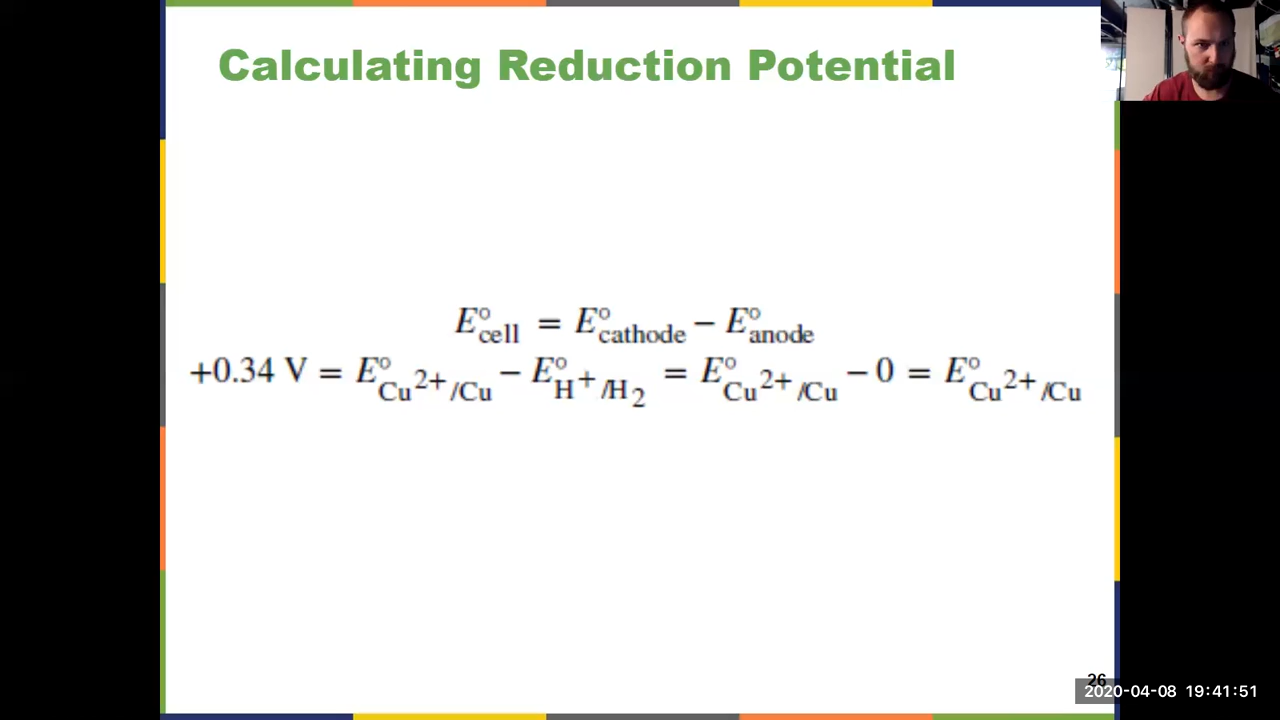 Calculating Reduction Potential
E°cell = E°cathode − E°anode
+0.34 V = E°Cu²⁺/Cu − E°H⁺/H₂ = E°Cu²⁺/Cu − 0 = E°Cu²⁺/Cu
26
2020-04-08 19:41:51